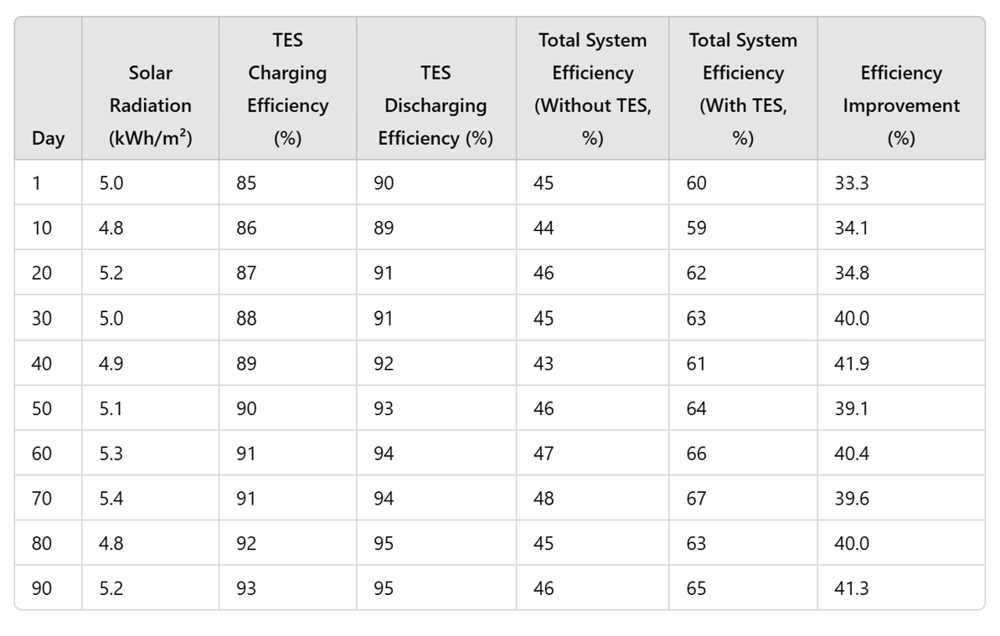 Day | Solar Radiation (kWh/m²) | TES Charging Efficiency (%) | TES Discharging Efficiency (%) | Total System Efficiency (Without TES, %) | Total System Efficiency (With TES, %) | Efficiency Improvement (%)
1 | 5.0 | 85 | 90 | 45 | 60 | 33.3
10 | 4.8 | 86 | 89 | 44 | 59 | 34.1
20 | 5.2 | 87 | 91 | 46 | 62 | 34.8
30 | 5.0 | 88 | 91 | 45 | 63 | 40.0
40 | 4.9 | 89 | 92 | 43 | 61 | 41.9
50 | 5.1 | 90 | 93 | 46 | 64 | 39.1
60 | 5.3 | 91 | 94 | 47 | 66 | 40.4
70 | 5.4 | 91 | 94 | 48 | 67 | 39.6
80 | 4.8 | 92 | 95 | 45 | 63 | 40.0
90 | 5.2 | 93 | 95 | 46 | 65 | 41.3